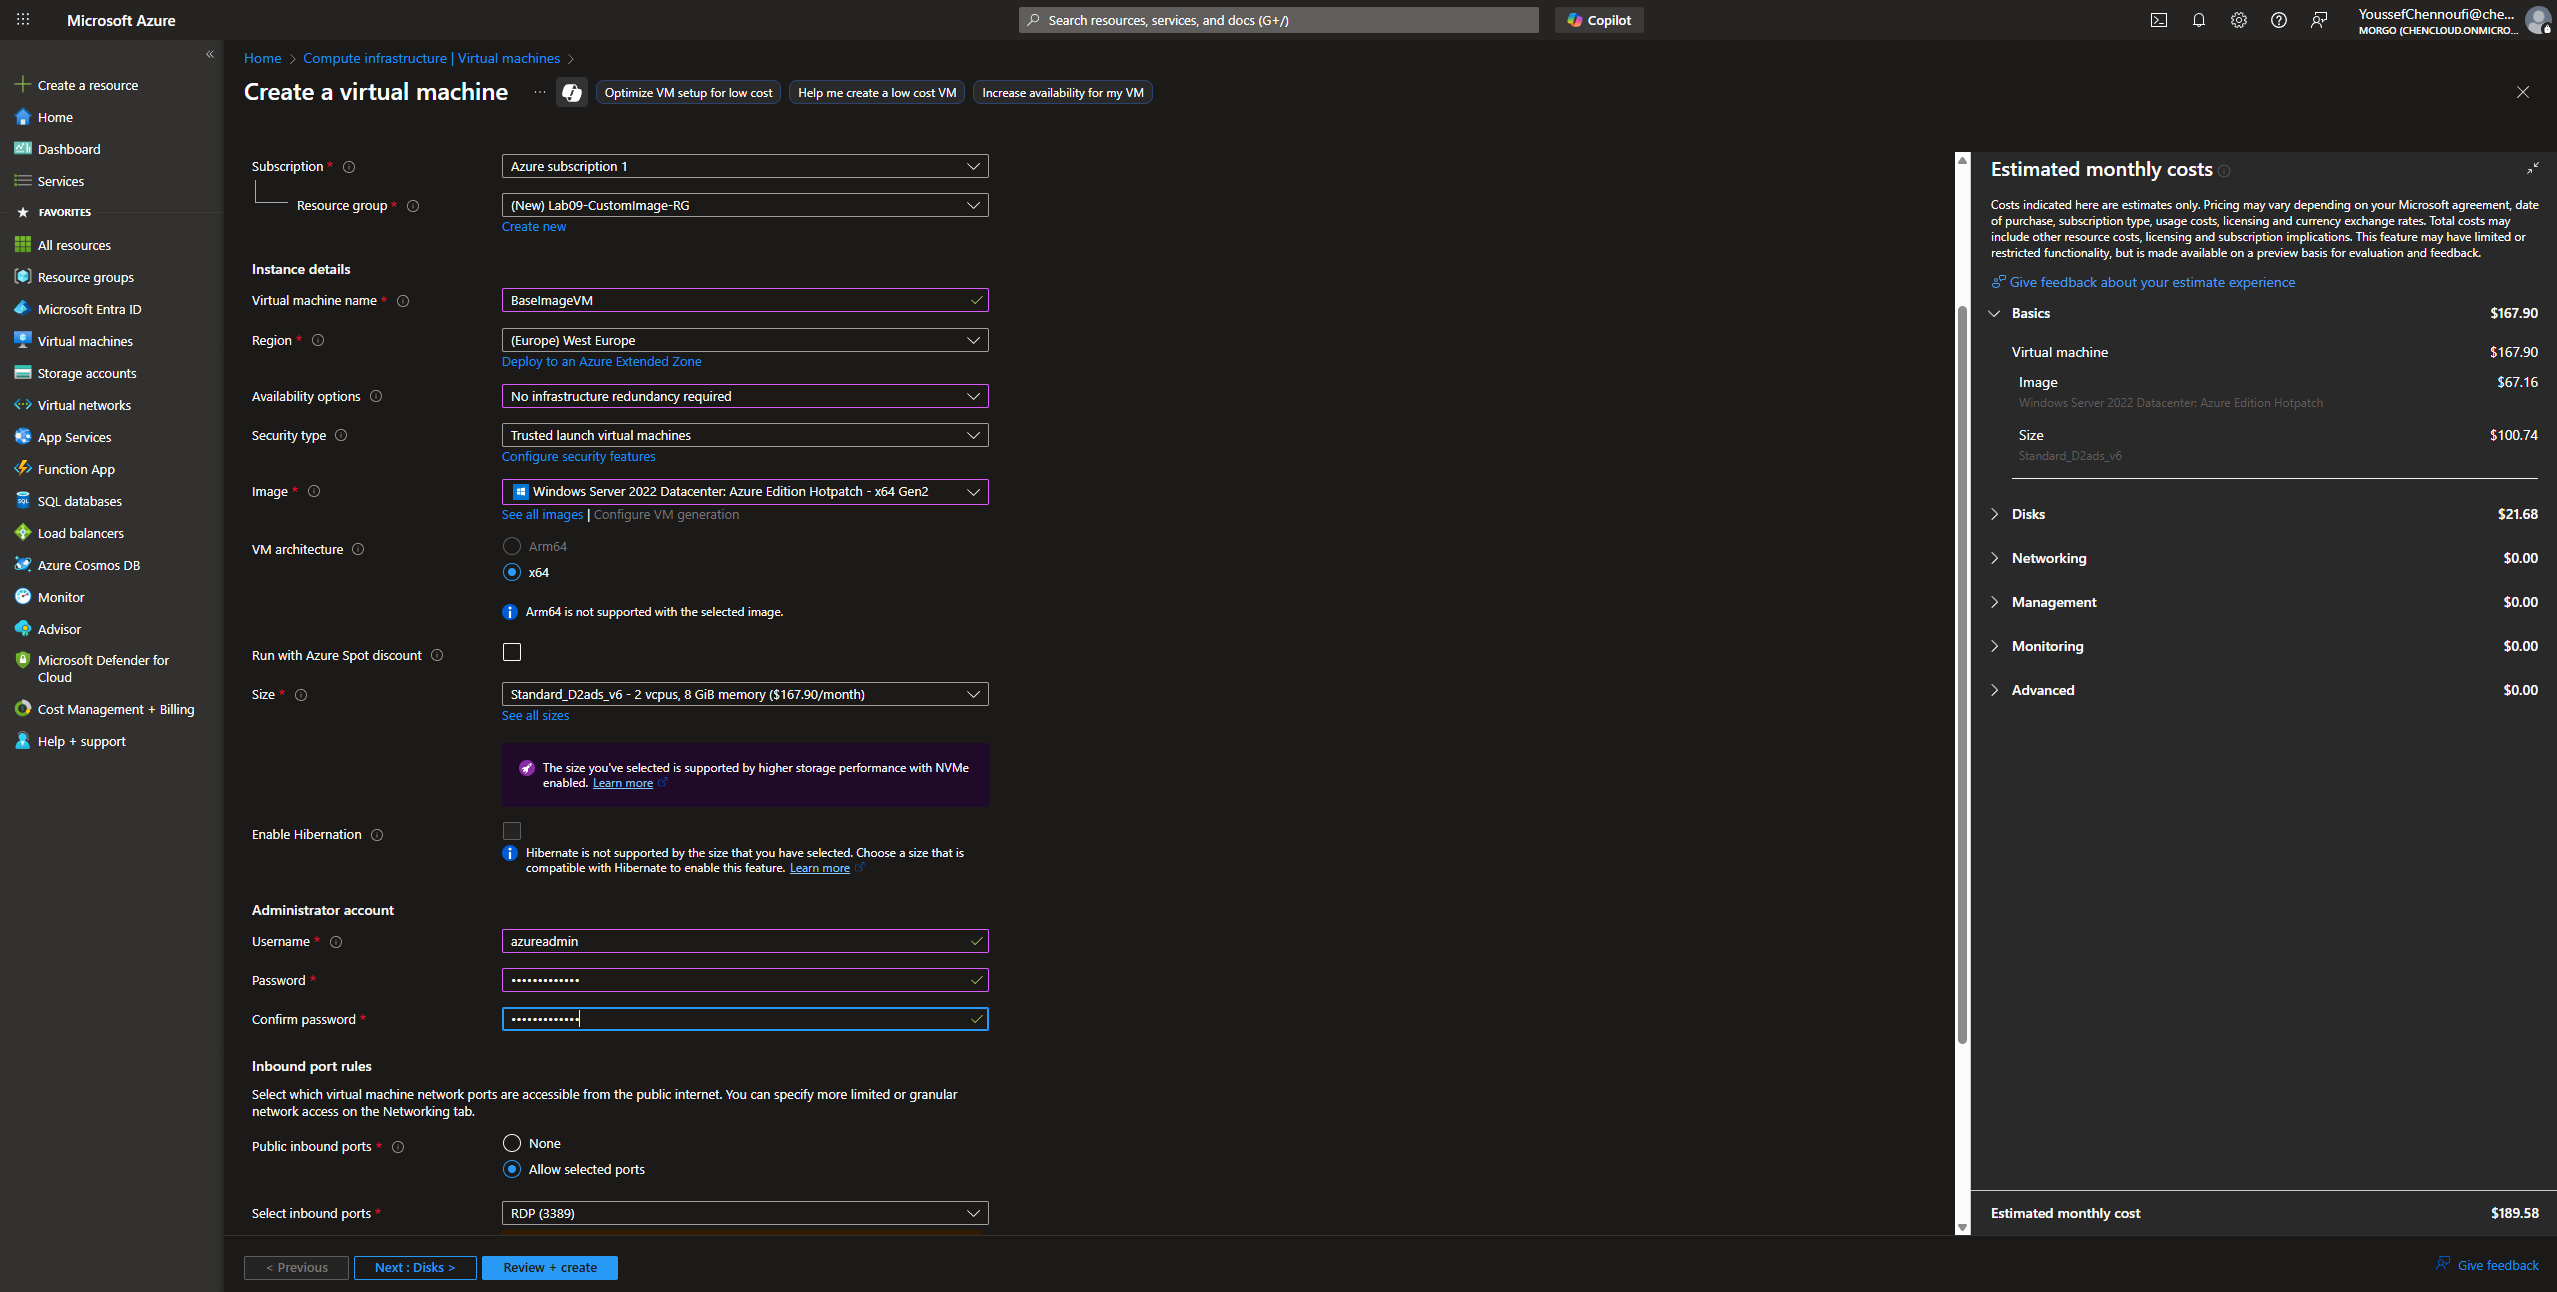 Microsoft Azure
Search resources, services, and docs (G+/)
Copilot
YoussefChennoufi@che...
MORGO (CHENCLOUD.ONMICRO...
Create a resource
Home
Dashboard
Services
FAVORITES
All resources
Resource groups
Microsoft Entra ID
Virtual machines
Storage accounts
Virtual networks
App Services
Function App
SQL databases
Load balancers
Azure Cosmos DB
Monitor
Advisor
Microsoft Defender for
Cloud
Cost Management + Billing
Help + support
Home > Compute infrastructure | Virtual machines >
Create a virtual machine
...
Optimize VM setup for low cost
Help me create a low cost VM
Increase availability for my VM
Subscription *
Azure subscription 1
Resource group *
(New) Lab09-CustomImage-RG
Create new
Instance details
Virtual machine name *
BaseImageVM
Region *
(Europe) West Europe
Deploy to an Azure Extended Zone
Availability options
No infrastructure redundancy required
Security type
Trusted launch virtual machines
Configure security features
Image *
Windows Server 2022 Datacenter: Azure Edition Hotpatch - x64 Gen2
See all images | Configure VM generation
VM architecture
Arm64
x64
Arm64 is not supported with the selected image.
Run with Azure Spot discount
Size *
Standard_D2ads_v6 - 2 vcpus, 8 GiB memory ($167.90/month)
See all sizes
The size you've selected is supported by higher storage performance with NVMe
enabled. Learn more
Enable Hibernation
Hibernate is not supported by the size that you have selected. Choose a size that is
compatible with Hibernate to enable this feature. Learn more
Administrator account
Username *
azureadmin
Password *
•••••••••••••
Confirm password *
•••••••••••••
Inbound port rules
Select which virtual machine network ports are accessible from the public internet. You can specify more limited or granular
network access on the Networking tab.
Public inbound ports *
None
Allow selected ports
Select inbound ports *
RDP (3389)
< Previous
Next : Disks >
Review + create
Estimated monthly costs
Costs indicated here are estimates only. Pricing may vary depending on your Microsoft agreement, date
of purchase, subscription type, usage costs, licensing and currency exchange rates. Total costs may
include other resource costs, licensing and subscription implications. This feature may have limited or
restricted functionality, but is made available on a preview basis for evaluation and feedback.
Give feedback about your estimate experience
Basics $167.90
Virtual machine $167.90
Image $67.16
Windows Server 2022 Datacenter: Azure Edition Hotpatch
Size $100.74
Standard_D2ads_v6
Disks $21.68
Networking $0.00
Management $0.00
Monitoring $0.00
Advanced $0.00
Estimated monthly cost $189.58
Give feedback